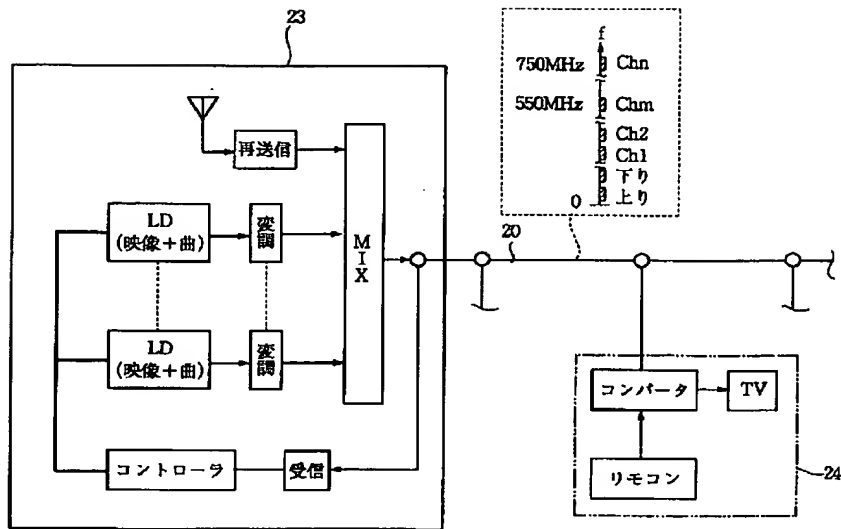 23
f
750MHz Chn
550MHz Chm
Ch2
Ch1
下り
0 上り
再送信
LD
(映像+曲)
変調
MIX
20
LD
(映像+曲)
変調
コントローラ
受信
コンバータ
TV
リモコン
24